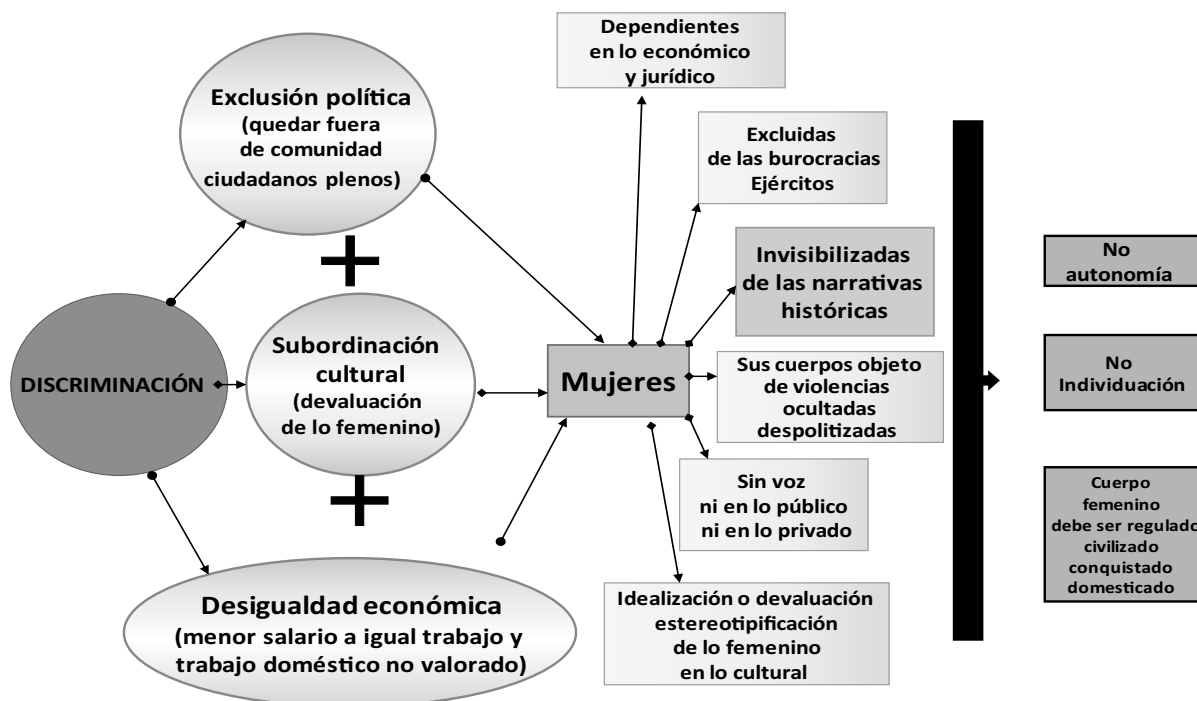 Exclusión política
(quedar fuera
de comunidad
ciudadanos plenos)
+
DISCRIMINACIÓN
Subordinación
cultural
(devaluación
de lo femenino)
+
Desigualdad económica
(menor salario a igual trabajo y
trabajo doméstico no valorado)
Mujeres
Dependientes
en lo económico
y jurídico
Excluidas
de las burocracias
Ejércitos
Invisibilizadas
de las narrativas
históricas
Sus cuerpos objeto
de violencias
ocultadas
despolitizadas
Sin voz
ni en lo público
ni en lo privado
Idealización o devaluación
estereotipificación
de lo femenino
en lo cultural
No
autonomía
No
Individuación
Cuerpo
femenino
debe ser regulado
civilizado
conquistado
domesticado